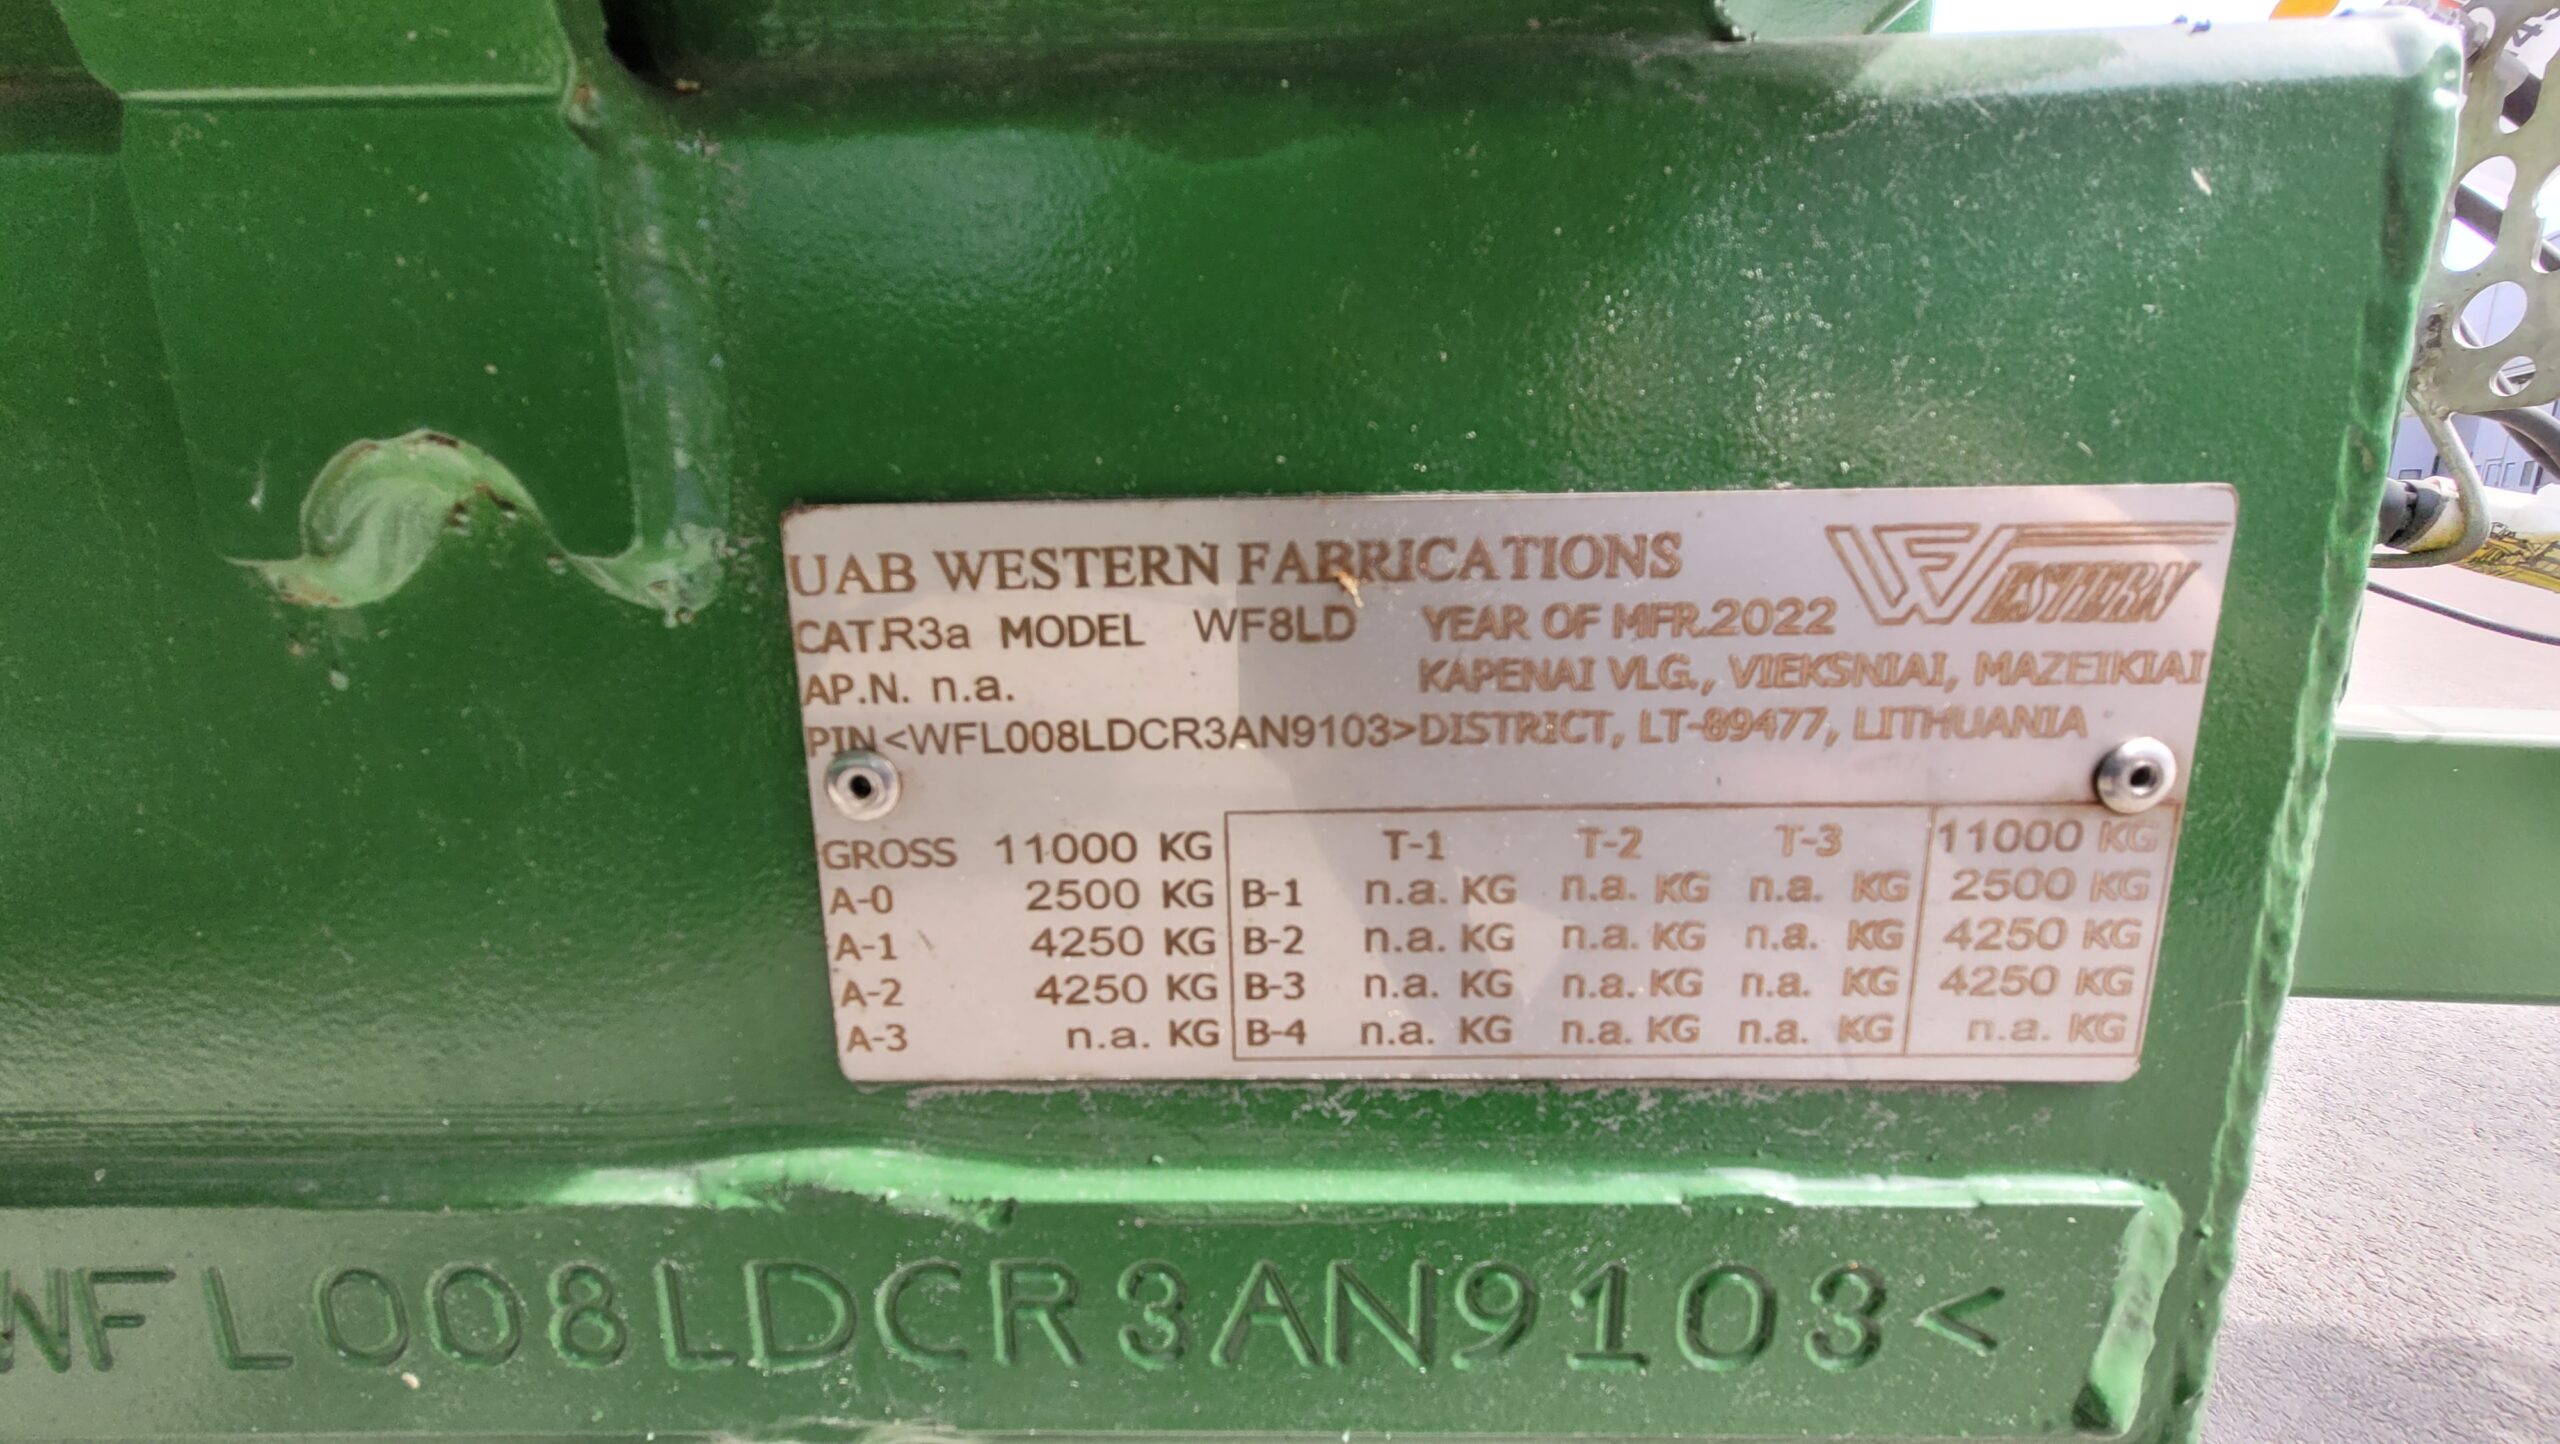 UAB WESTERN FABRICATIONS
WESTERN
CAT.R3a MODEL WF8LD YEAR OF MFR.2022
AP.N. n.a. KAPENAI VLG., VIEKSNIAI, MAZEIKIAI
PIN<WFL008LDCR3AN9103>DISTRICT, LT-89477, LITHUANIA
GROSS 11000 KG T-1 T-2 T-3 11000 KG
A-0 2500 KG B-1 n.a. KG n.a. KG n.a. KG 2500 KG
A-1 4250 KG B-2 n.a. KG n.a. KG n.a. KG 4250 KG
A-2 4250 KG B-3 n.a. KG n.a. KG n.a. KG 4250 KG
A-3 n.a. KG B-4 n.a. KG n.a. KG n.a. KG n.a. KG
WFL008LDCR3AN9103<